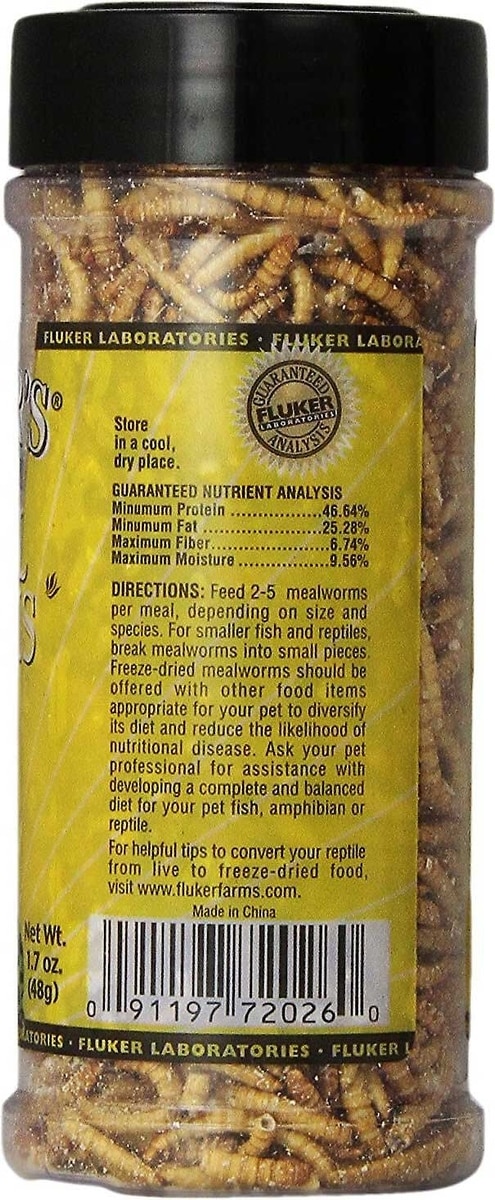 FLUKER LABORATORIES · FLUKER LABORA
GUARANTEED
FLUKER
LABORATORIES
ANALYSIS
'S®
S
Store
in a cool,
dry place.
GUARANTEED NUTRIENT ANALYSIS
Minumum Protein ......................46.64%
Minumum Fat ............................25.28%
Maximum Fiber...........................6.74%
Maximum Moisture ....................9.56%
DIRECTIONS: Feed 2-5 mealworms
per meal, depending on size and
species. For smaller fish and reptiles,
break mealworms into small pieces.
Freeze-dried mealworms should be
offered with other food items
appropriate for your pet to diversify
its diet and reduce the likelihood of
nutritional disease. Ask your pet
professional for assistance with
developing a complete and balanced
diet for your pet fish, amphibian or
reptile.
For helpful tips to convert your reptile
from live to freeze-dried food,
visit www.flukerfarms.com.
Made in China
Net Wt.
1.7 oz.
(48g)
0 91197 72026 0
ATORIES · FLUKER LABORATORIES · FLUKER L